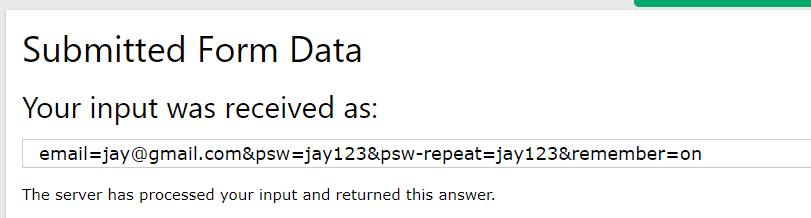 Submitted Form Data
Your input was received as:
email=jay@gmail.com&psw=jay123&psw-repeat=jay123&remember=on
The server has processed your input and returned this answer.